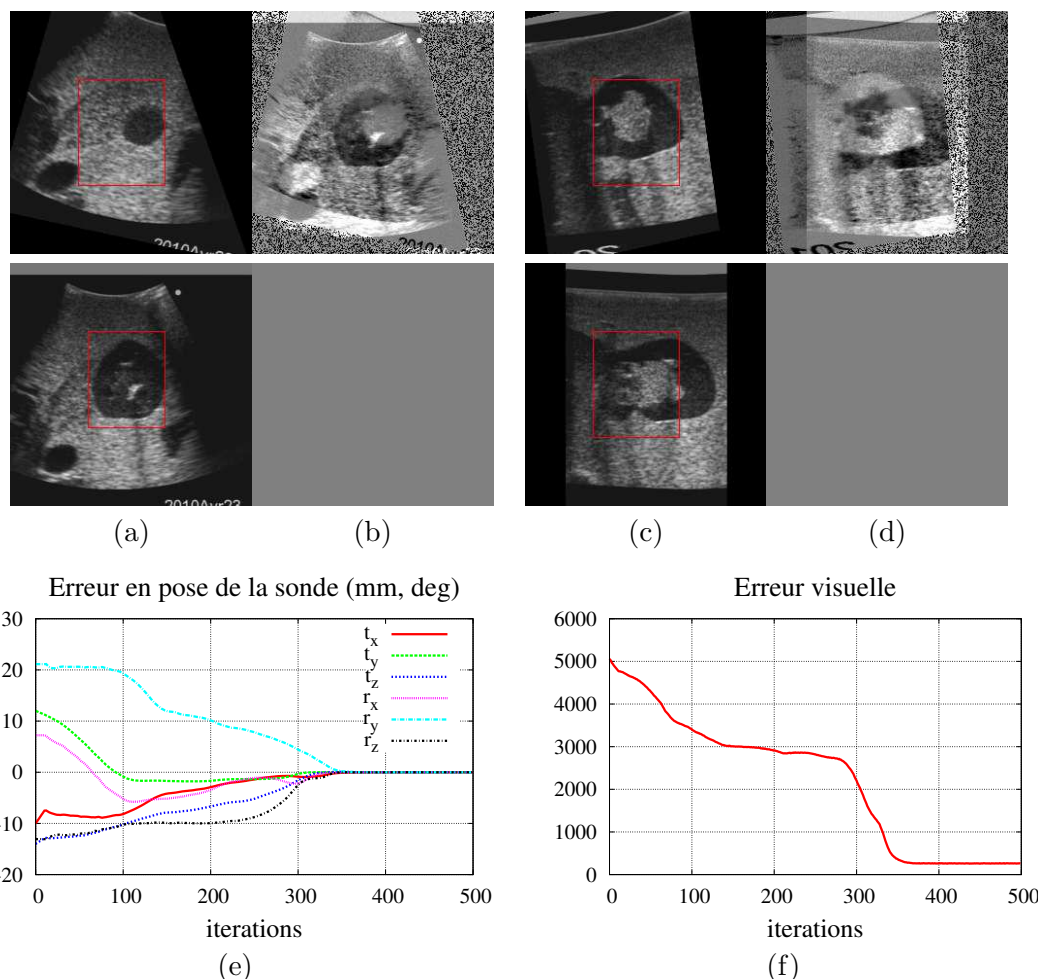 2010Avr23
(a) (b) (c) (d)
Erreur en pose de la sonde (mm, deg)
30
20
10
0
-10
-20
0 100 200 300 400 500
t_x
t_y
t_z
r_x
r_y
r_z
iterations
(e)
Erreur visuelle
6000
5000
4000
3000
2000
1000
0
0 100 200 300 400 500
iterations
(f)